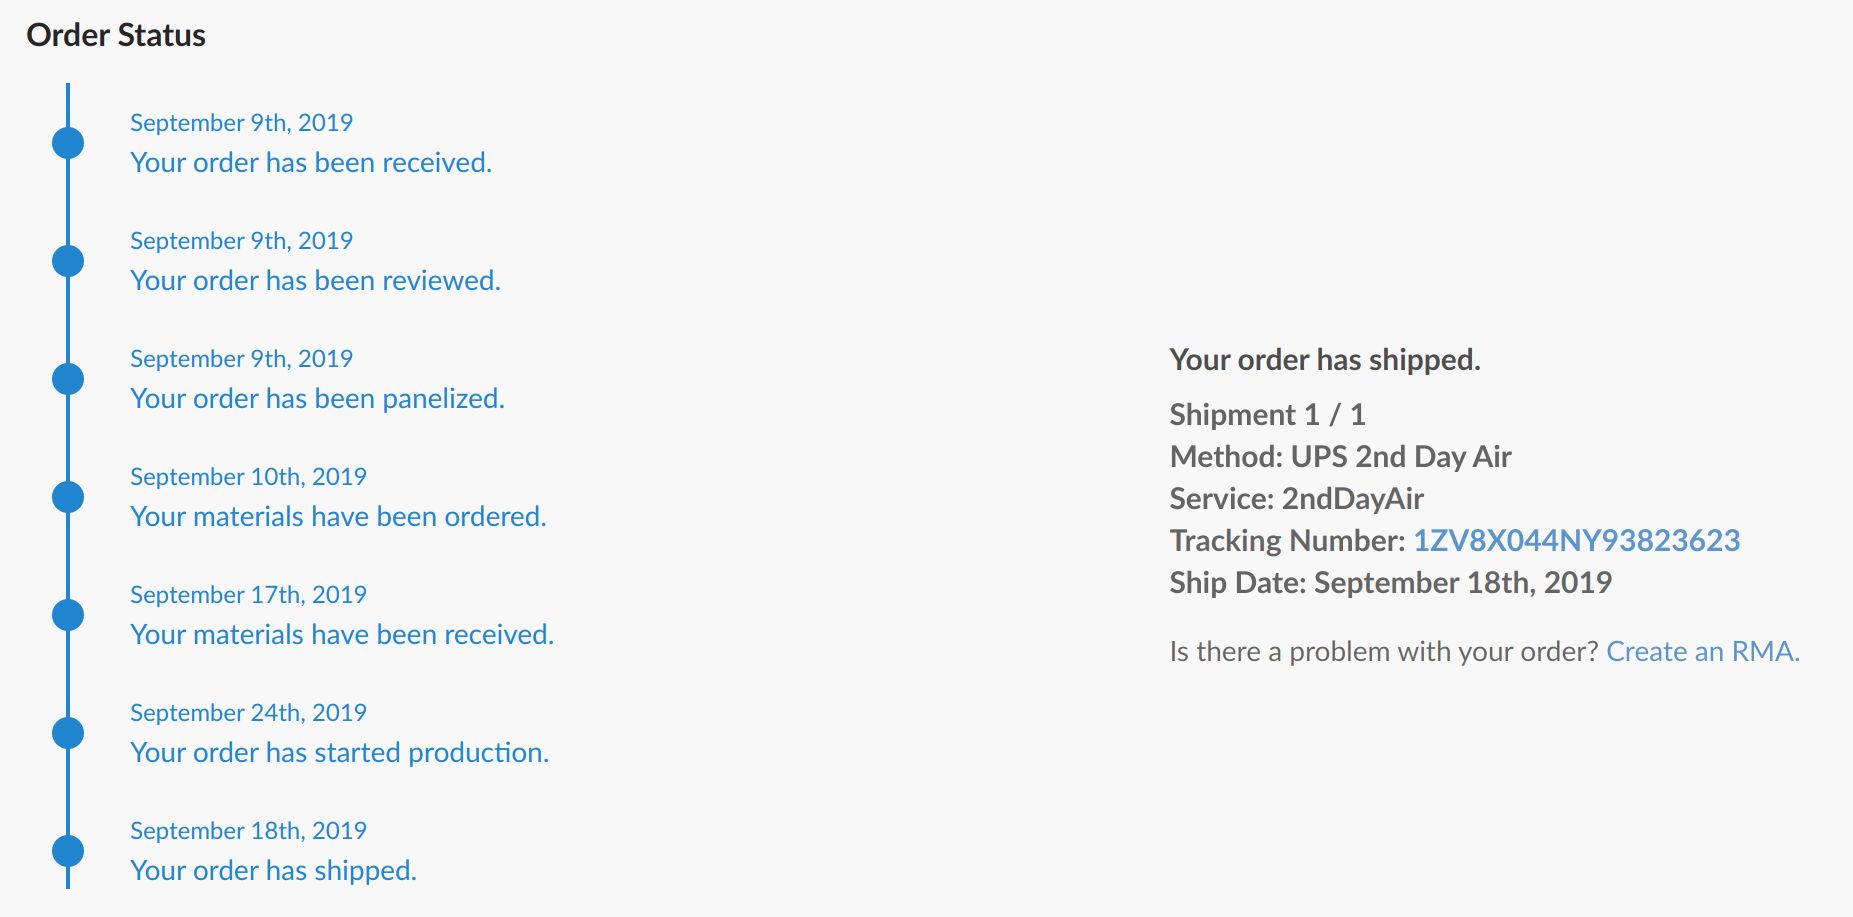 Order Status
September 9th, 2019
Your order has been received.
September 9th, 2019
Your order has been reviewed.
September 9th, 2019
Your order has been panelized.
September 10th, 2019
Your materials have been ordered.
September 17th, 2019
Your materials have been received.
September 24th, 2019
Your order has started production.
September 18th, 2019
Your order has shipped.
Your order has shipped.
Shipment 1 / 1
Method: UPS 2nd Day Air
Service: 2ndDayAir
Tracking Number: 1ZV8X044NY93823623
Ship Date: September 18th, 2019
Is there a problem with your order? Create an RMA.